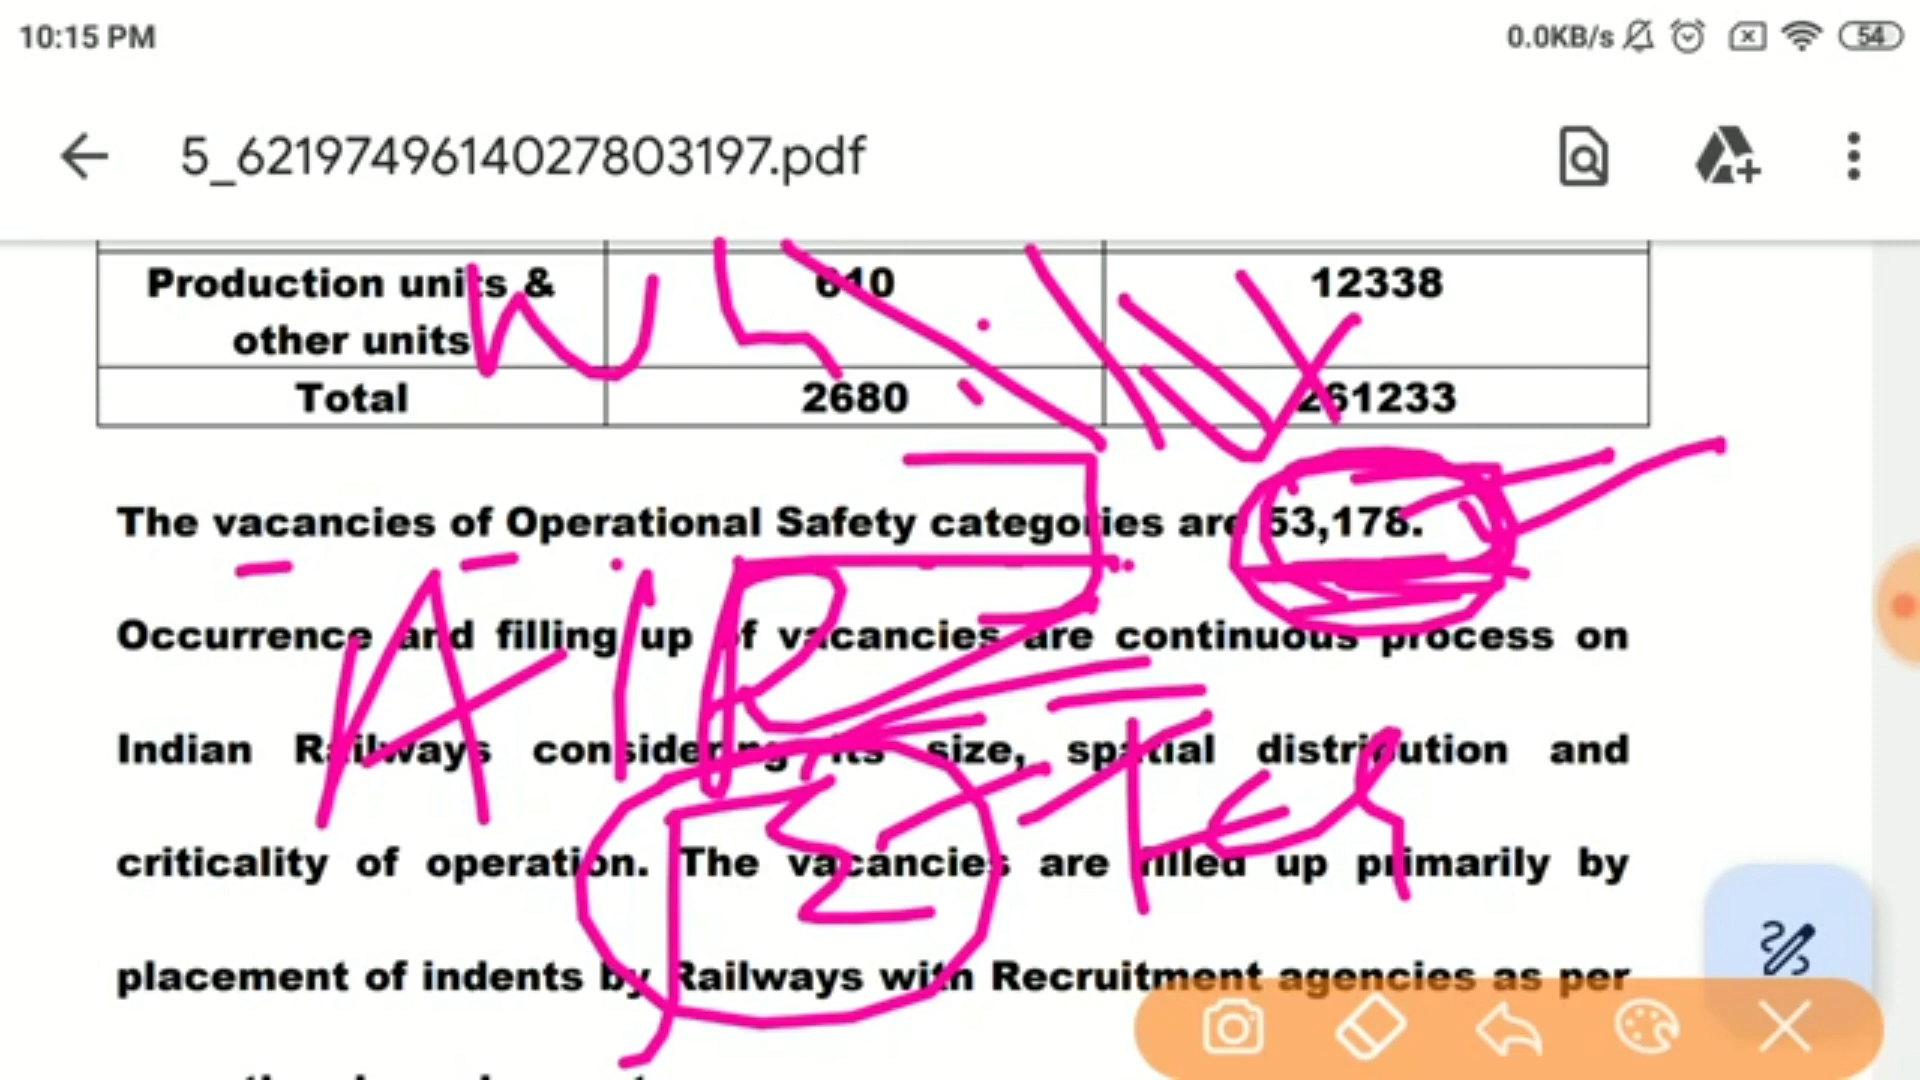 10:15 PM 0.0KB/s 54
5_6219749614027803197.pdf
Production units & other units 610 12338
Total 2680 261233
The vacancies of Operational Safety categories are 53,178.
Occurrence and filling up of vacancies are continuous process on
Indian Railways considering its size, spatial distribution and
criticality of operation. The vacancies are filled up primarily by
placement of indents by Railways with Recruitment agencies as per